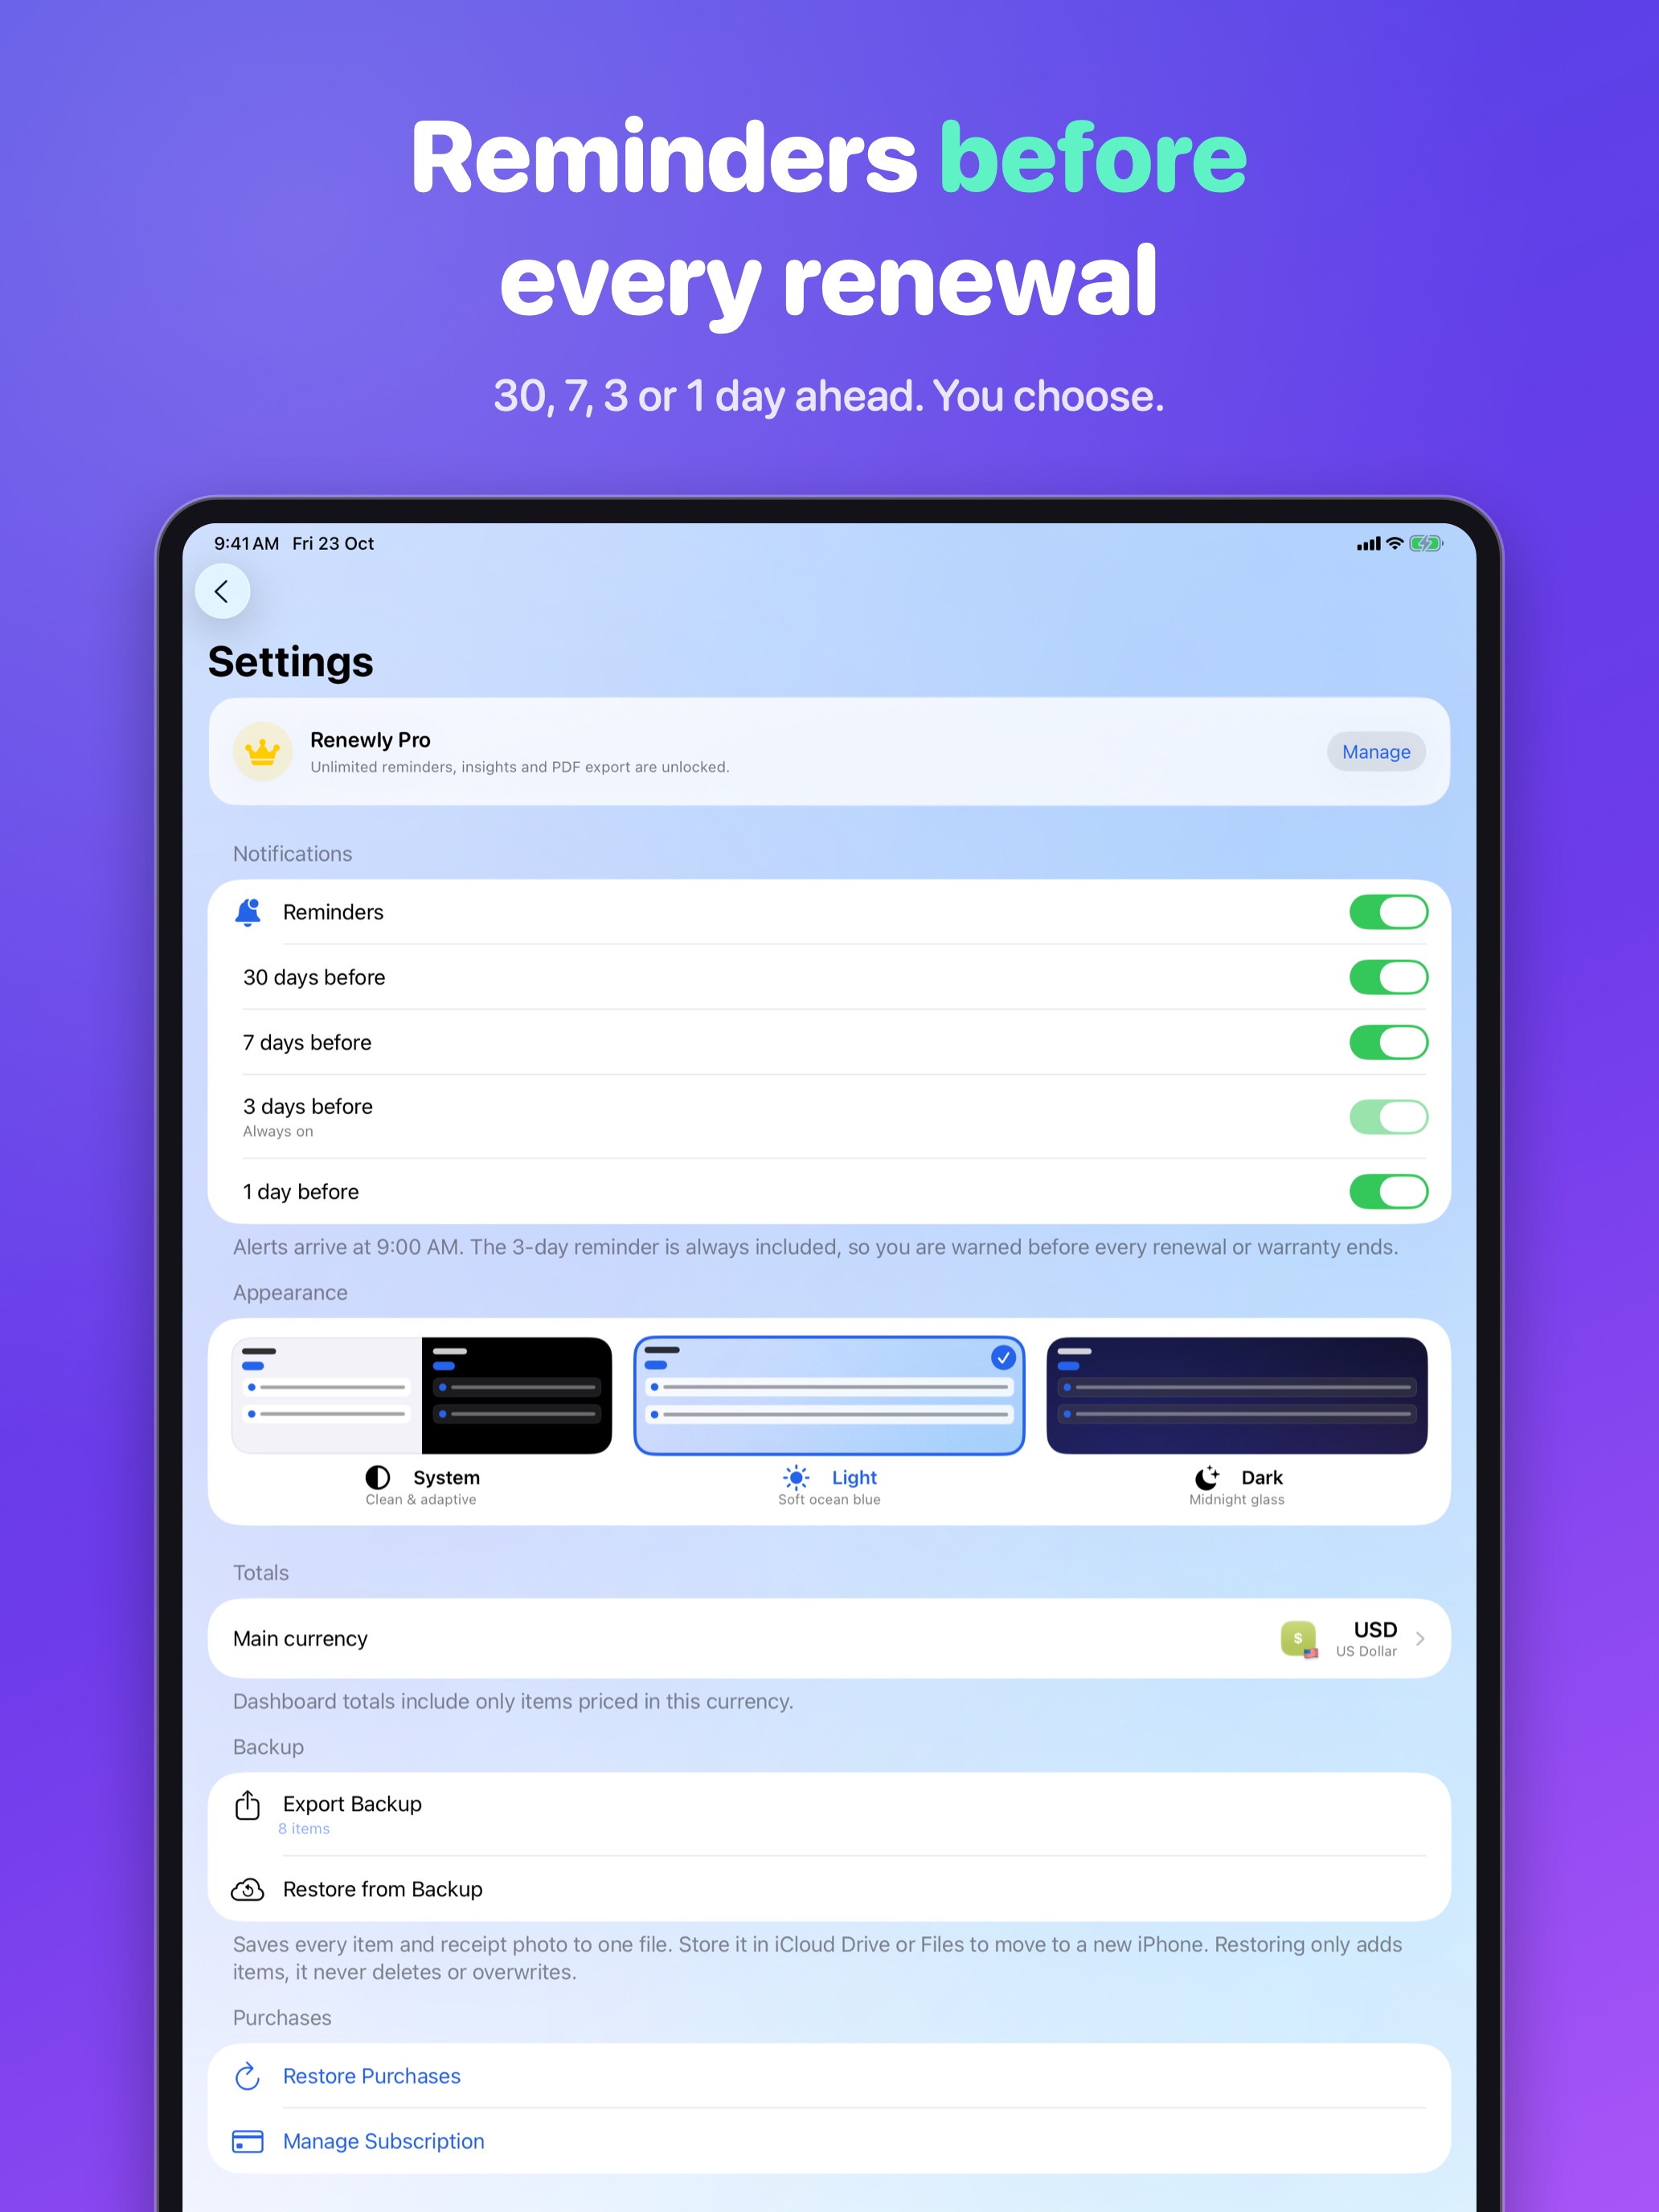 Reminders before
every renewal
30, 7, 3 or 1 day ahead. You choose.
9:41 AM Fri 23 Oct
Settings
Renewly Pro
Unlimited reminders, insights and PDF export are unlocked.
Manage
Notifications
Reminders
30 days before
7 days before
3 days before
Always on
1 day before
Alerts arrive at 9:00 AM. The 3-day reminder is always included, so you are warned before every renewal or warranty ends.
Appearance
System
Clean & adaptive
Light
Soft ocean blue
Dark
Midnight glass
Totals
Main currency
$
USD
US Dollar
Dashboard totals include only items priced in this currency.
Backup
Export Backup
8 items
Restore from Backup
Saves every item and receipt photo to one file. Store it in iCloud Drive or Files to move to a new iPhone. Restoring only adds
items, it never deletes or overwrites.
Purchases
Restore Purchases
Manage Subscription